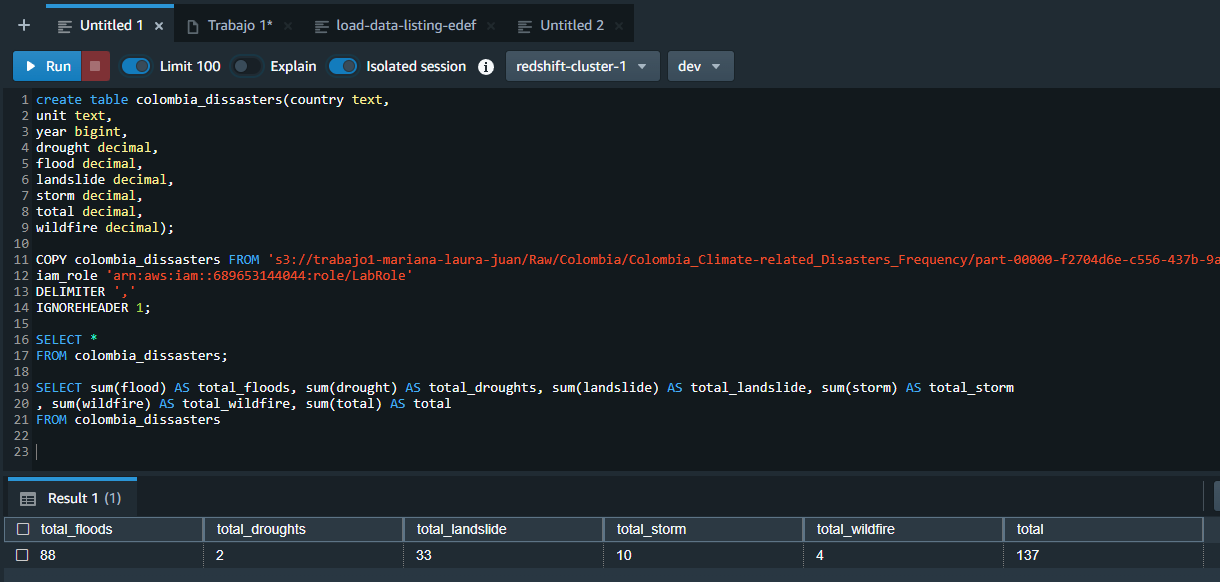 + Untitled 1 × Trabajo 1* × load-data-listing-edef × Untitled 2 ×
Run Limit 100 Explain Isolated session i redshift-cluster-1 dev
1 create table colombia_dissasters(country text,
2 unit text,
3 year bigint,
4 drought decimal,
5 flood decimal,
6 landslide decimal,
7 storm decimal,
8 total decimal,
9 wildfire decimal);
10
11 COPY colombia_dissasters FROM 's3://trabajo1-mariana-laura-juan/Raw/Colombia/Colombia_Climate-related_Disasters_Frequency/part-00000-f2704d6e-c556-437b-9a
12 iam_role 'arn:aws:iam::689653144044:role/LabRole'
13 DELIMITER ','
14 IGNOREHEADER 1;
15
16 SELECT *
17 FROM colombia_dissasters;
18
19 SELECT sum(flood) AS total_floods, sum(drought) AS total_droughts, sum(landslide) AS total_landslide, sum(storm) AS total_storm
20 , sum(wildfire) AS total_wildfire, sum(total) AS total
21 FROM colombia_dissasters
22
23
Result 1 (1)
total_floods total_droughts total_landslide total_storm total_wildfire total
88 2 33 10 4 137